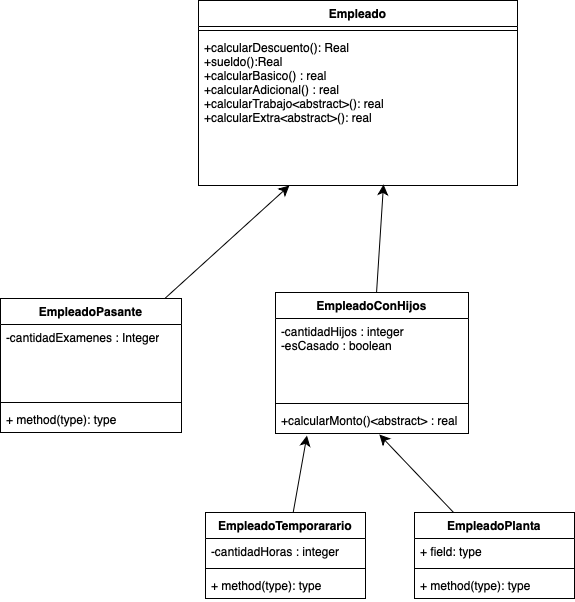 Empleado
+calcularDescuento(): Real
+sueldo():Real
+calcularBasico() : real
+calcularAdicional() : real
+calcularTrabajo<abstract>(): real
+calcularExtra<abstract>(): real
EmpleadoPasante
-cantidadExamenes : Integer
+ method(type): type
EmpleadoConHijos
-cantidadHijos : integer
-esCasado : boolean
+calcularMonto()<abstract> : real
EmpleadoTemporarario
-cantidadHoras : integer
+ method(type): type
EmpleadoPlanta
+ field: type
+ method(type): type